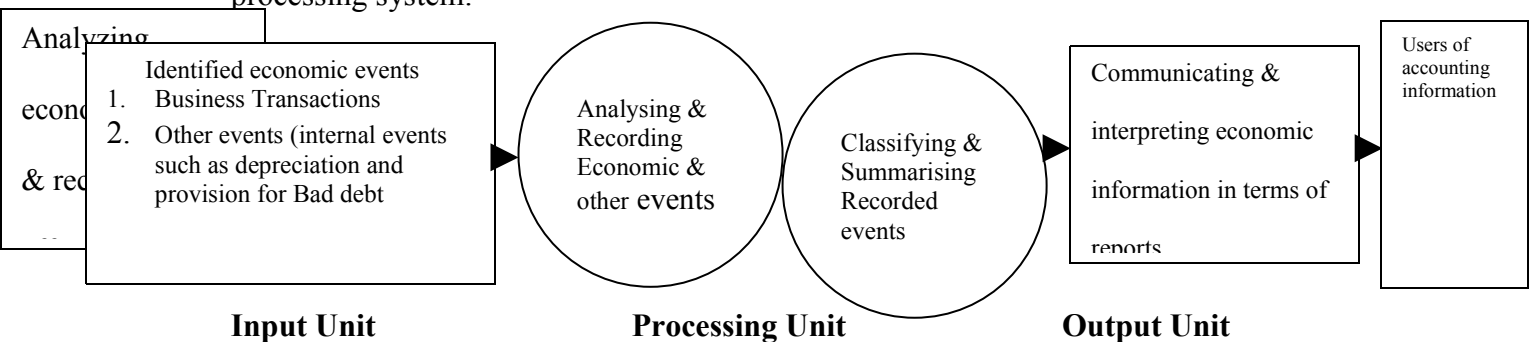 processing system.
Analyzing
econo
& rec
Identified economic events
1. Business Transactions
2. Other events (internal events
such as depreciation and
provision for Bad debt
Analysing &
Recording
Economic &
other events
Classifying &
Summarising
Recorded
events
Communicating &
interpreting economic
information in terms of
reports
Users of
accounting
information
Input Unit
Processing Unit
Output Unit